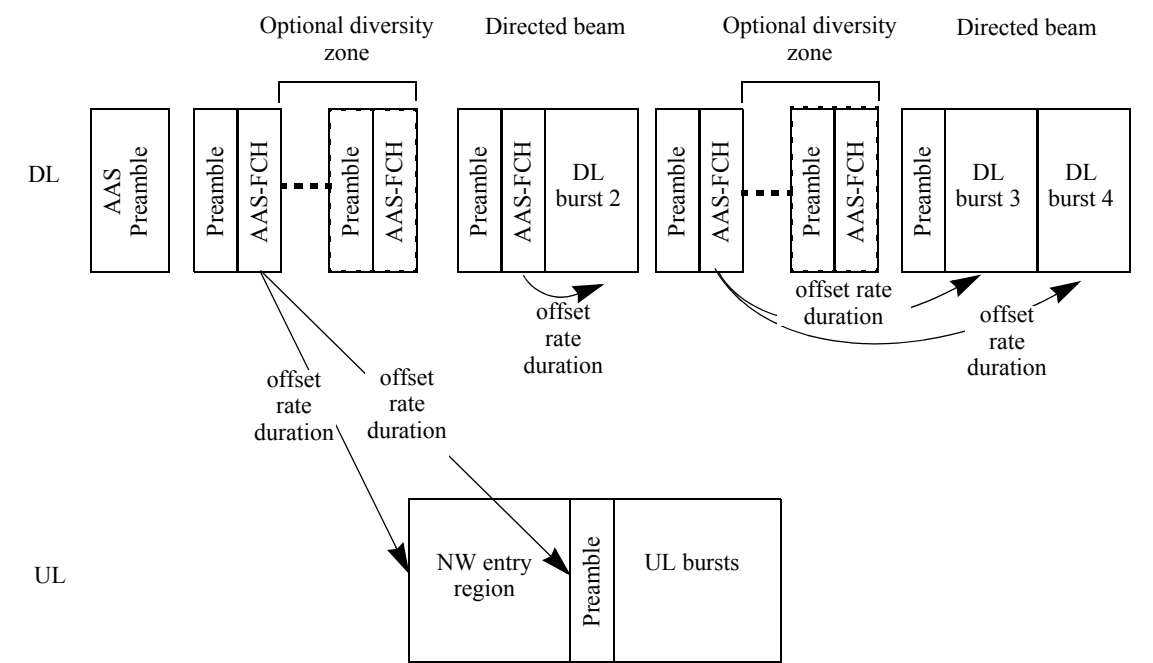 Optional diversity
zone
Directed beam
Optional diversity
zone
Directed beam
DL
AAS
Preamble
Preamble
AAS-FCH
Preamble
AAS-FCH
Preamble
AAS-FCH
DL
burst 2
Preamble
AAS-FCH
Preamble
AAS-FCH
Preamble
DL
burst 3
DL
burst 4
offset
rate
duration
offset rate
duration
offset
rate
duration
offset
rate
duration
offset
rate
duration
UL
NW entry
region
Preamble
UL bursts